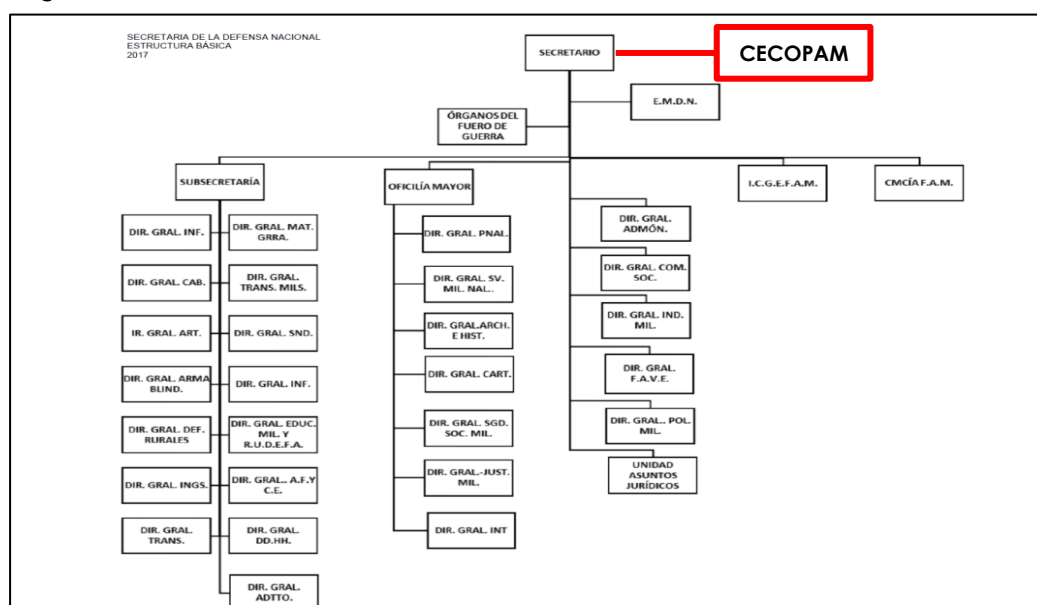 SECRETARIA DE LA DEFENSA NACIONAL
ESTRUCTURA BÁSICA
2017
SECRETARIO
CECOPAM
E.M.D.N.
ÓRGANOS DEL
FUERO DE
GUERRA
SUBSECRETARÍA
OFICILÍA MAYOR
I.C.G.E.F.A.M.
CMCÍA F.A.M.
DIR. GRAL. INF.
DIR. GRAL. MAT.
GRRA.
DIR. GRAL. CAB.
DIR. GRAL.
TRANS. MILS.
IR. GRAL. ART.
DIR. GRAL. SND.
DIR. GRAL. ARMA
BLIND.
DIR. GRAL. INF.
DIR. GRAL. DEF.
RURALES
DIR. GRAL. EDUC.
MIL. Y
R.U.D.E.F.A.
DIR. GRAL. INGS.
DIR. GRAL.. A.F.Y
C.E.
DIR. GRAL.
TRANS.
DIR. GRAL.
DD.HH.
DIR. GRAL.
ADTTO.
DIR. GRAL. PNAL.
DIR. GRAL. SV.
MIL. NAL..
DIR. GRAL.ARCH.
E HIST.
DIR. GRAL. CART.
DIR. GRAL. SGD.
SOC. MIL.
DIR. GRAL.-JUST.
MIL.
DIR. GRAL. INT
DIR. GRAL.
ADMÓN.
DIR. GRAL. COM.
SOC.
DIR. GRAL. IND.
MIL.
DIR. GRAL.
F.A.V.E.
DIR. GRAL.. POL.
MIL.
UNIDAD
ASUNTOS
JURÍDICOS